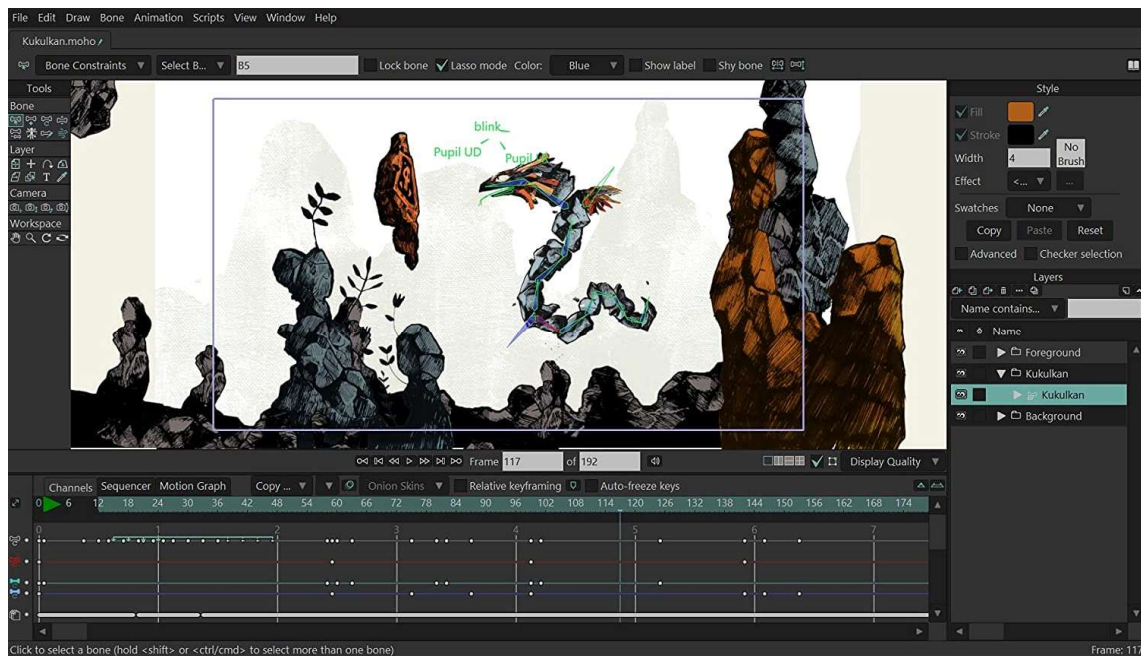 File Edit Draw Bone Animation Scripts View Window Help
Kukulkan.moho
Bone Constraints Select B... B5 Lock bone Lasso mode Color: Blue Show label Shy bone
Tools
Bone
Layer
Camera
Workspace
blink
Pupil UD
Pupil
Style
Fill
Stroke
Width 4 No Brush
Effect <... ...
Swatches None
Copy Paste Reset
Advanced Checker selection
Layers
Name contains...
Name
Foreground
Kukulkan
Kukulkan
Background
Frame 117 of 192 Display Quality
Channels Sequencer Motion Graph Copy ... Onion Skins Relative keyframing Auto-freeze keys
0 6 12 18 24 30 36 42 48 54 60 66 72 78 84 90 96 102 108 114 120 126 132 138 144 150 156 162 168 174
0 1 2 3 4 5 6 7
Click to select a bone (hold <shift> or <ctrl/cmd> to select more than one bone) Frame: 117